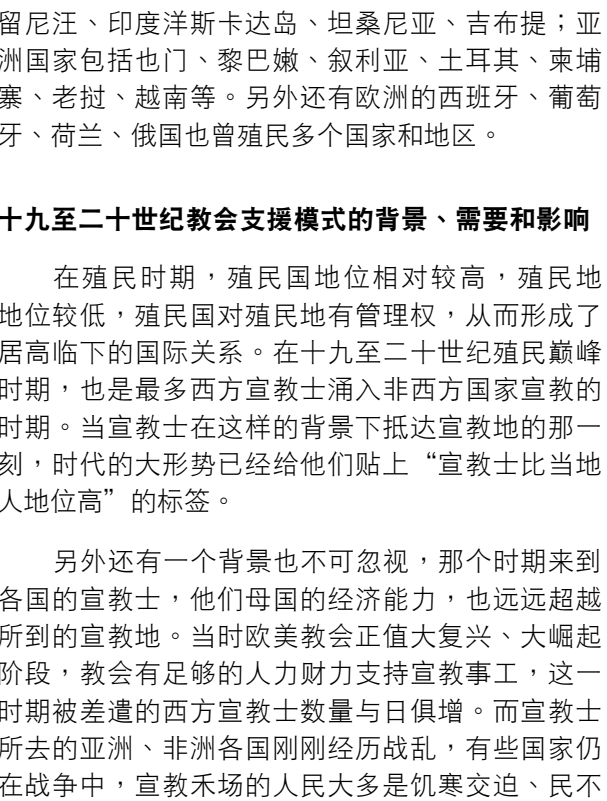 留尼汪、印度洋斯卡达岛、坦桑尼亚、吉布提；亚
洲国家包括也门、黎巴嫩、叙利亚、土耳其、柬埔
寨、老挝、越南等。另外还有欧洲的西班牙、葡萄
牙、荷兰、俄国也曾殖民多个国家和地区。
十九至二十世纪教会支援模式的背景、需要和影响
在殖民时期，殖民国地位相对较高，殖民地
地位较低，殖民国对殖民地有管理权，从而形成了
居高临下的国际关系。在十九至二十世纪殖民巅峰
时期，也是最多西方宣教士涌入非西方国家宣教的
时期。当宣教士在这样的背景下抵达宣教地的那一
刻，时代的大形势已经给他们贴上“宣教士比当地
人地位高”的标签。
另外还有一个背景也不可忽视，那个时期来到
各国的宣教士，他们母国的经济能力，也远远超越
所到的宣教地。当时欧美教会正值大复兴、大崛起
阶段，教会有足够的人力财力支持宣教事工，这一
时期被差遣的西方宣教士数量与日俱增。而宣教士
所去的亚洲、非洲各国刚刚经历战乱，有些国家仍
在战争中，宣教禾场的人民大多是饥寒交迫、民不